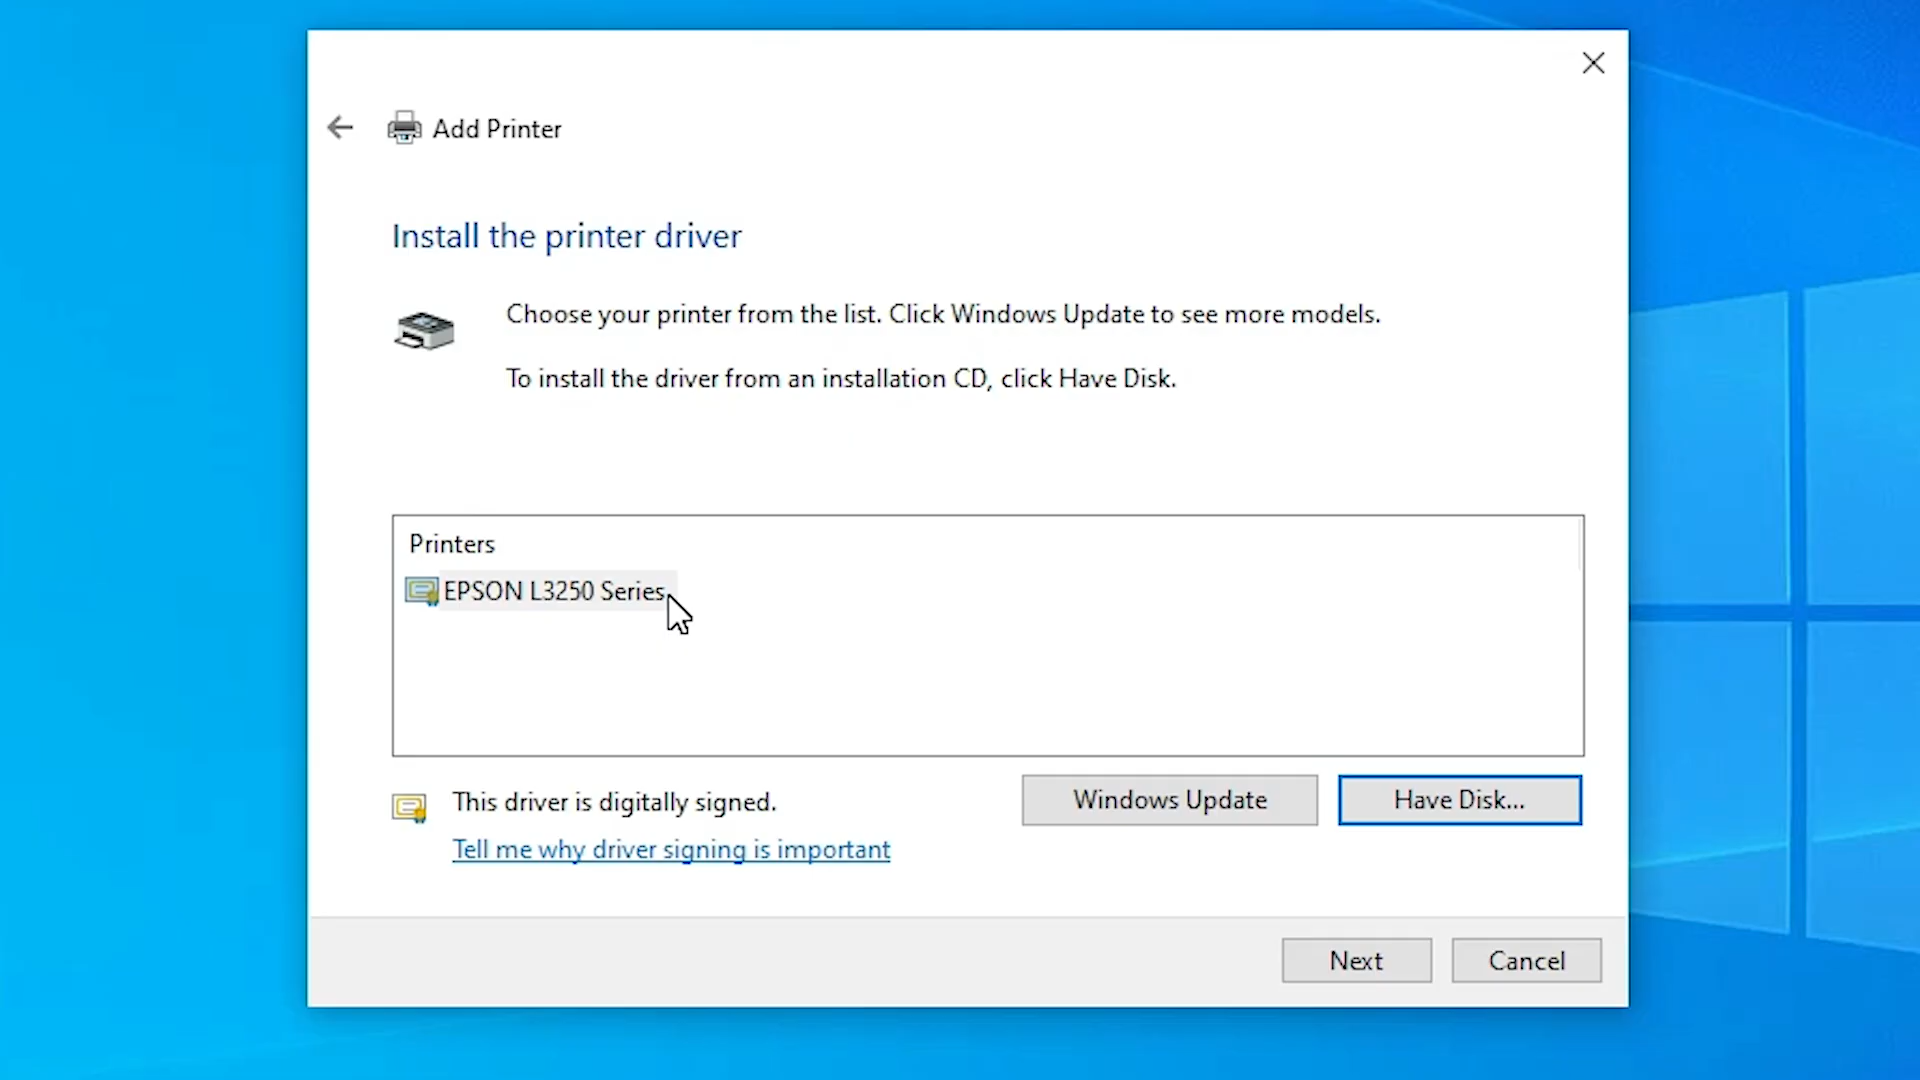 Add Printer
Install the printer driver
Choose your printer from the list. Click Windows Update to see more models.
To install the driver from an installation CD, click Have Disk.
Printers
EPSON L3250 Series
This driver is digitally signed.
Windows Update
Have Disk...
Tell me why driver signing is important
Next
Cancel